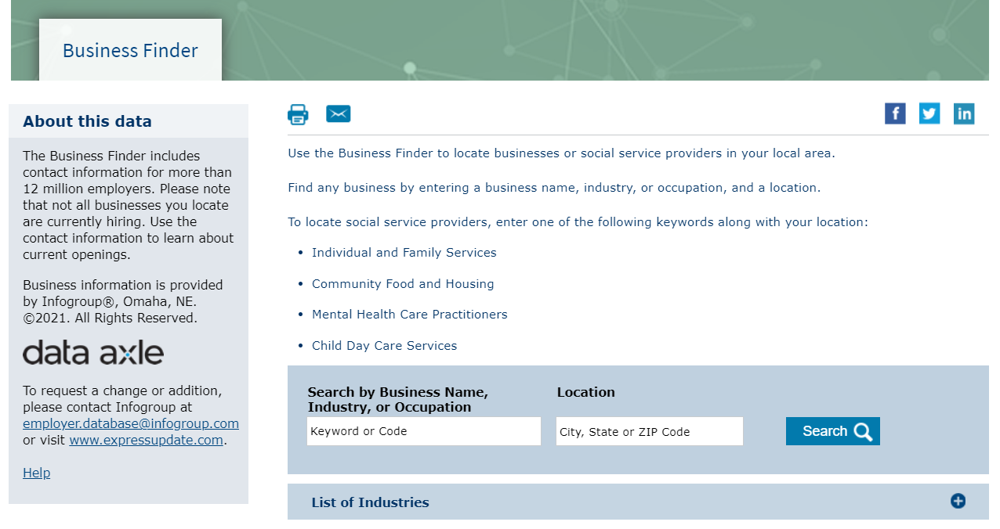 Business Finder
About this data
The Business Finder includes
contact information for more than
12 million employers. Please note
that not all businesses you locate
are currently hiring. Use the
contact information to learn about
current openings.
Business information is provided
by Infogroup®, Omaha, NE.
©2021. All Rights Reserved.
data axle
To request a change or addition,
please contact Infogroup at
employer.database@infogroup.com
or visit www.expressupdate.com.
Help
f
in
Use the Business Finder to locate businesses or social service providers in your local area.
Find any business by entering a business name, industry, or occupation, and a location.
To locate social service providers, enter one of the following keywords along with your location:
• Individual and Family Services
• Community Food and Housing
• Mental Health Care Practitioners
• Child Day Care Services
Search by Business Name,
Industry, or Occupation
Keyword or Code
Location
City, State or ZIP Code
Search
List of Industries